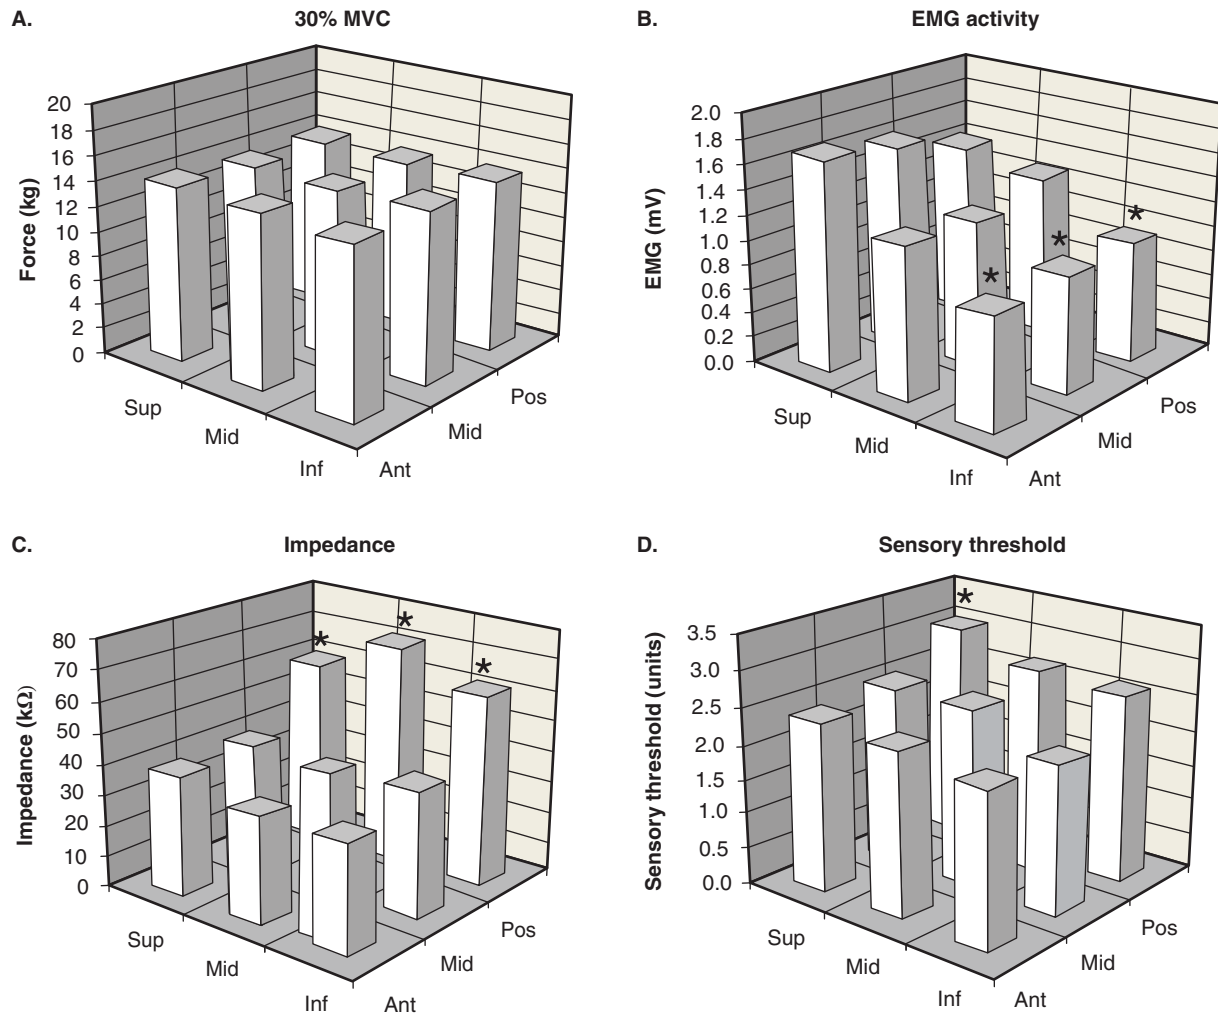 A.
30% MVC
Force (kg)
20
18
16
14
12
10
8
6
4
2
0
Sup
Mid
Inf
Ant
Mid
Pos
B.
EMG activity
EMG (mV)
2.0
1.8
1.6
1.4
1.2
1.0
0.8
0.6
0.4
0.2
0.0
*
*
*
Sup
Mid
Inf
Ant
Mid
Pos
C.
Impedance
Impedance (kΩ)
80
70
60
50
40
30
20
10
0
*
*
*
Sup
Mid
Inf
Ant
Mid
Pos
D.
Sensory threshold
Sensory threshold (units)
3.5
3.0
2.5
2.0
1.5
1.0
0.5
0.0
*
Sup
Mid
Inf
Ant
Mid
Pos